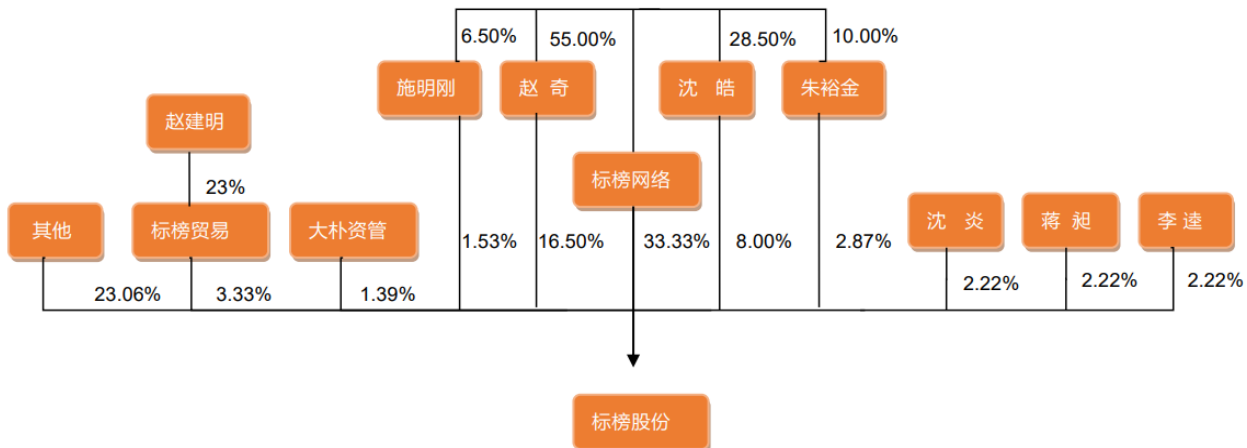 6.50%
55.00%
28.50%
10.00%
施明刚
赵 奇
沈 皓
朱裕金
赵建明
标榜网络
23%
其他
标榜贸易
大朴资管
沈 炎
蒋 昶
李 逵
1.53%
16.50%
33.33%
8.00%
2.87%
23.06%
3.33%
1.39%
2.22%
2.22%
2.22%
标榜股份